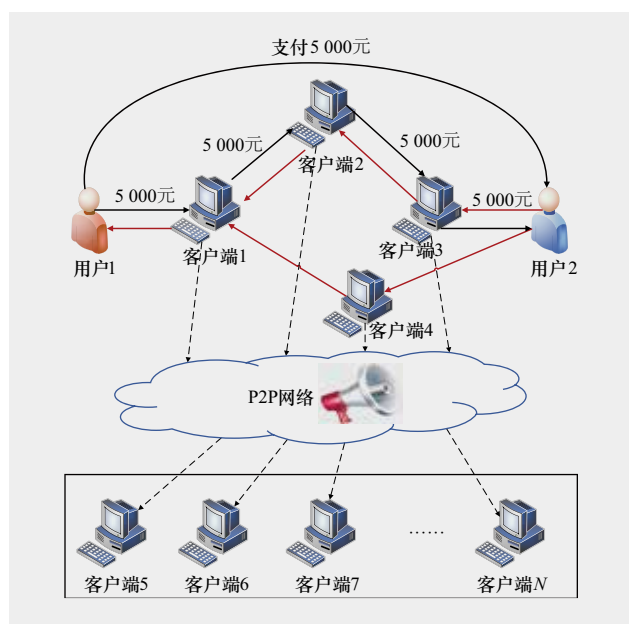 支付5 000元
5 000元
客户端2
5 000元
5 000元
5 000元
用户1
客户端1
客户端3
用户2
客户端4
P2P网络
客户端5
客户端6
客户端7
……
客户端N